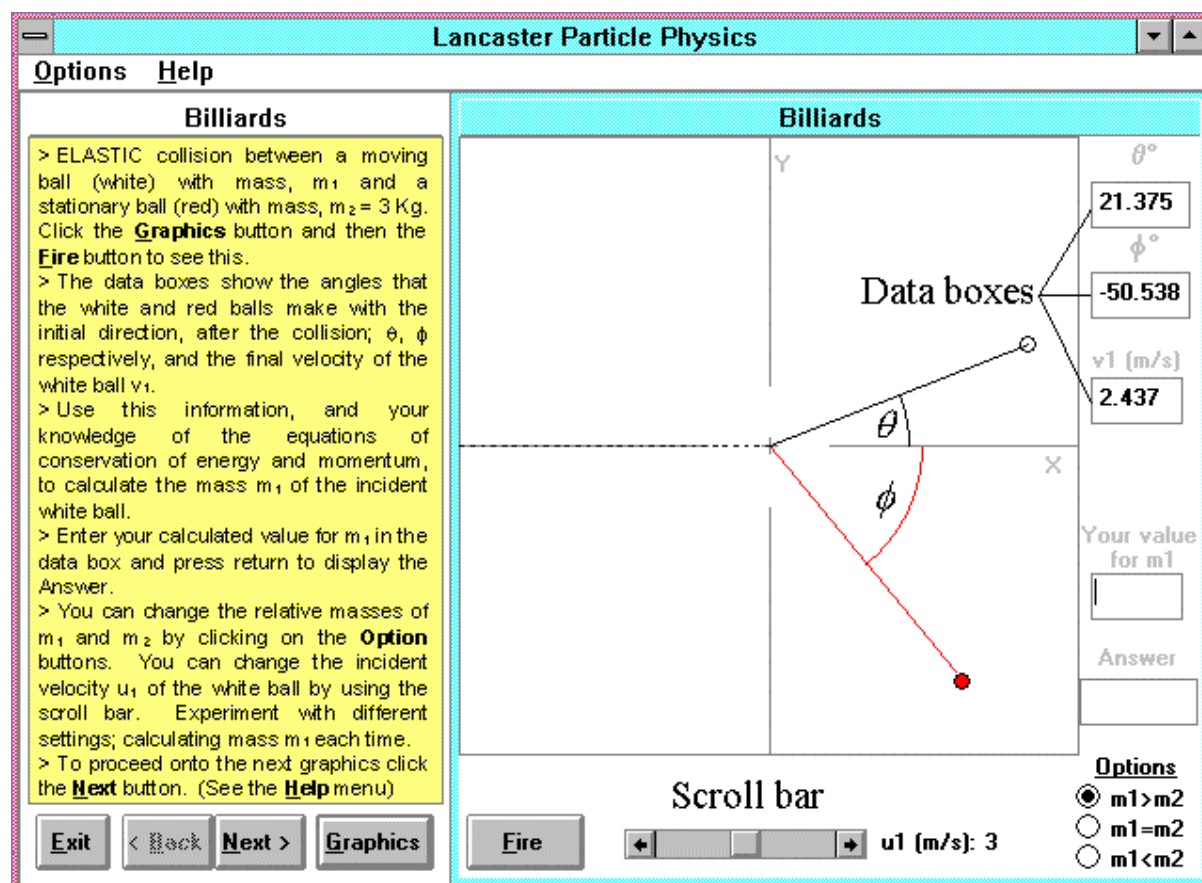 Lancaster Particle Physics
Options Help
Billiards
> ELASTIC collision between a moving
ball (white) with mass, m₁ and a
stationary ball (red) with mass, m₂ = 3 Kg.
Click the Graphics button and then the
Fire button to see this.
> The data boxes show the angles that
the white and red balls make with the
initial direction, after the collision; θ, ϕ
respectively, and the final velocity of the
white ball v₁.
> Use this information, and your
knowledge of the equations of
conservation of energy and momentum,
to calculate the mass m₁ of the incident
white ball.
> Enter your calculated value for m₁ in the
data box and press return to display the
Answer.
> You can change the relative masses of
m₁ and m₂ by clicking on the Option
buttons. You can change the incident
velocity u₁ of the white ball by using the
scroll bar. Experiment with different
settings; calculating mass m₁ each time.
> To proceed onto the next graphics click
the Next button. (See the Help menu)
Exit
< Back
Next >
Graphics
Billiards
Y
θ°
21.375
ϕ°
Data boxes
-50.538
v1 (m/s)
2.437
θ
X
ϕ
Your value
for m1
Answer
Scroll bar
Fire
u1 (m/s): 3
Options
m1>m2
m1=m2
m1<m2